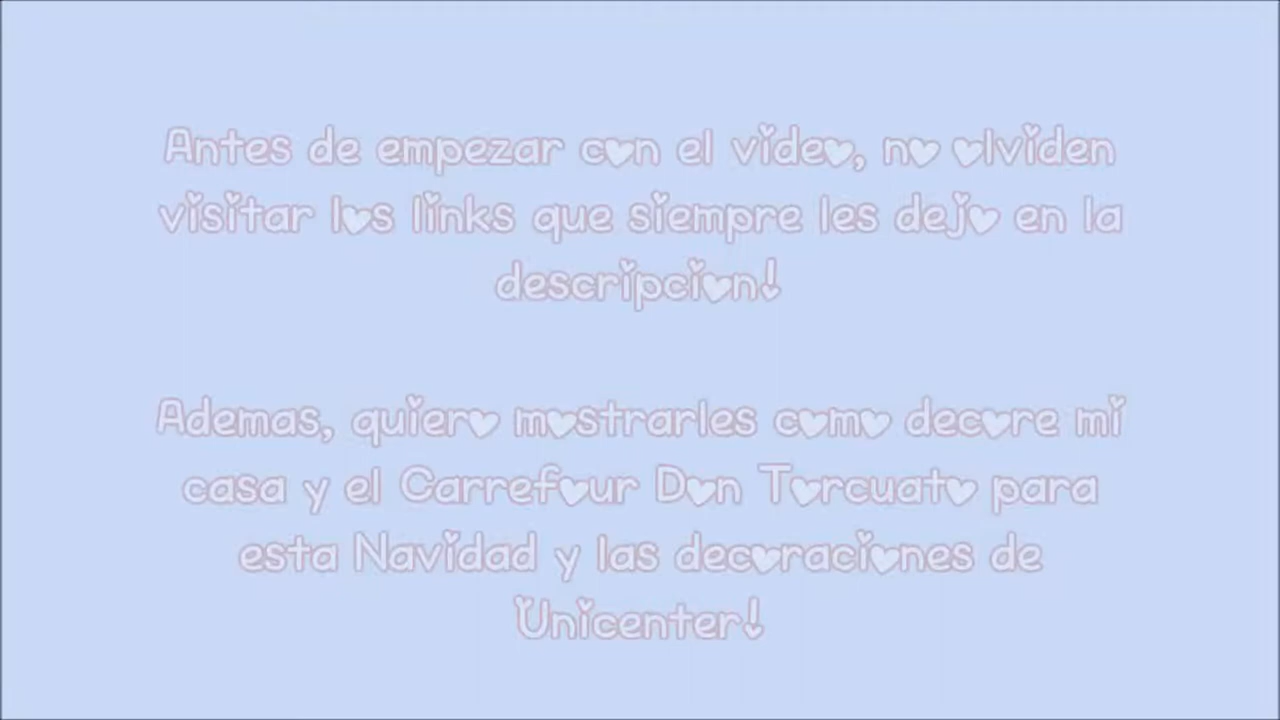 Antes de empezar con el video, no olviden
visitar los links que siempre les dejo en la
descripcion!
Ademas, quiero mostrarles como decore mi
casa y el Carrefour Don Torcuato para
esta Navidad y las decoraciones de
Unicenter!